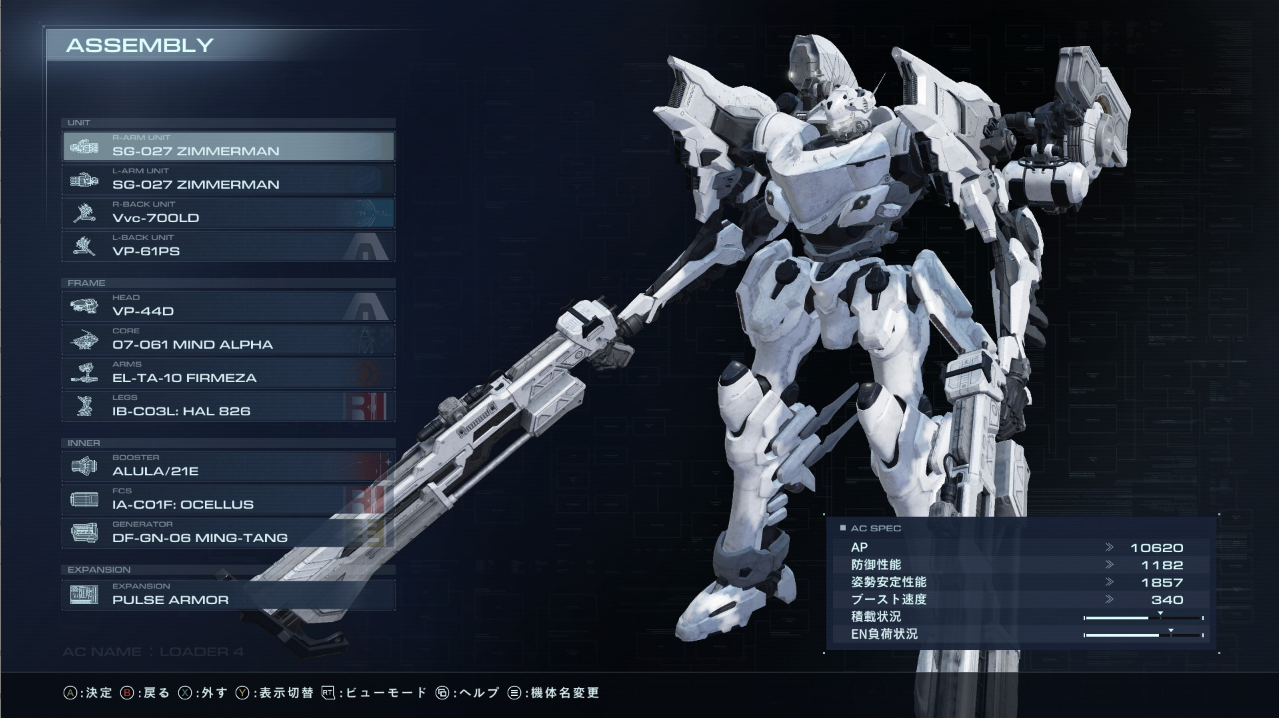 ASSEMBLY
UNIT
R-ARM UNIT
SG-027 ZIMMERMAN
L-ARM UNIT
SG-027 ZIMMERMAN
R-BACK UNIT
Vvc-700LD
L-BACK UNIT
VP-61PS
FRAME
HEAD
VP-44D
CORE
07-061 MIND ALPHA
ARMS
EL-TA-10 FIRMEZA
LEGS
IB-C03L: HAL 826
INNER
BOOSTER
ALULA/21E
FCS
IA-C01F: OCELLUS
GENERATOR
DF-GN-06 MING-TANG
EXPANSION
EXPANSION
PULSE ARMOR
AC NAME : LOADER 4
AC SPEC
AP 10620
防御性能 1182
姿勢安定性能 1857
ブースト速度 340
積載状況
EN負荷状況
A:決定 B:戻る X:外す Y:表示切替 RT:ビューモード :ヘルプ :機体名変更